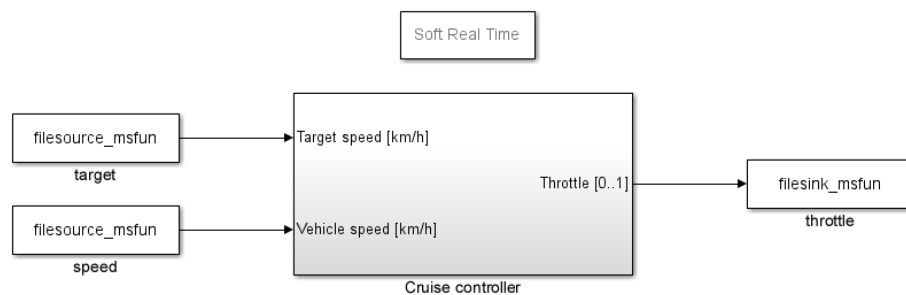 Soft Real Time
filesource_msfun
target
Target speed [km/h]
Throttle [0..1]
filesink_msfun
throttle
filesource_msfun
speed
Vehicle speed [km/h]
Cruise controller